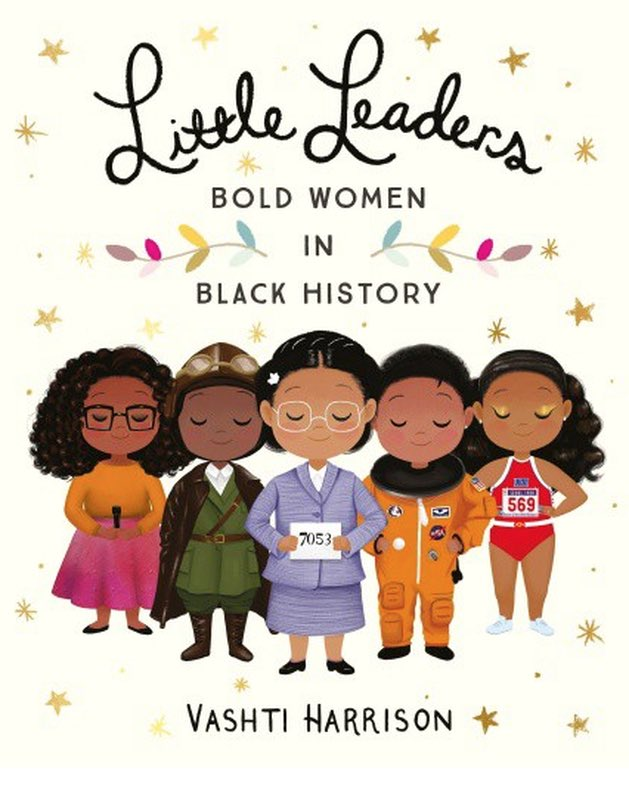 Little Leaders
BOLD WOMEN
IN
BLACK HISTORY
7053
569
VASHTI HARRISON